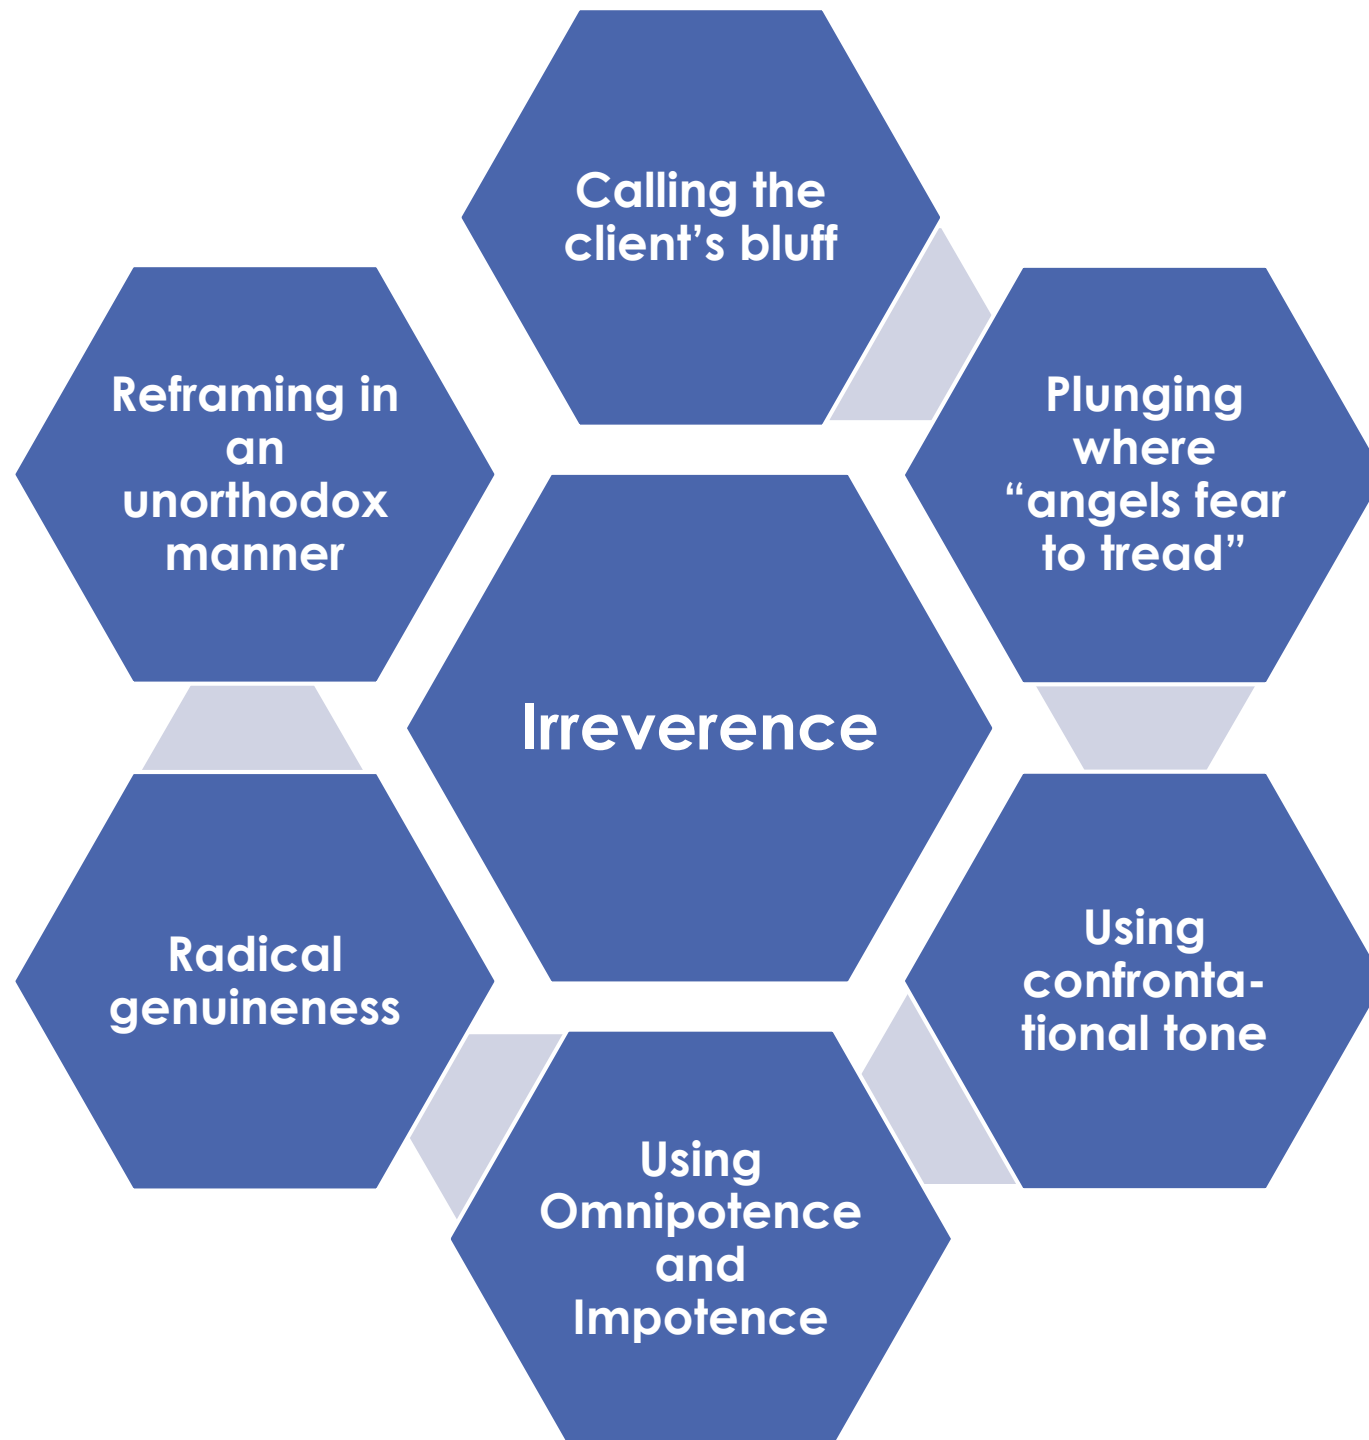 Calling the
client’s bluff
Plunging
where
“angels fear
to tread”
Using
confronta-
tional tone
Using
Omnipotence
and
Impotence
Radical
genuineness
Reframing in
an
unorthodox
manner
Irreverence